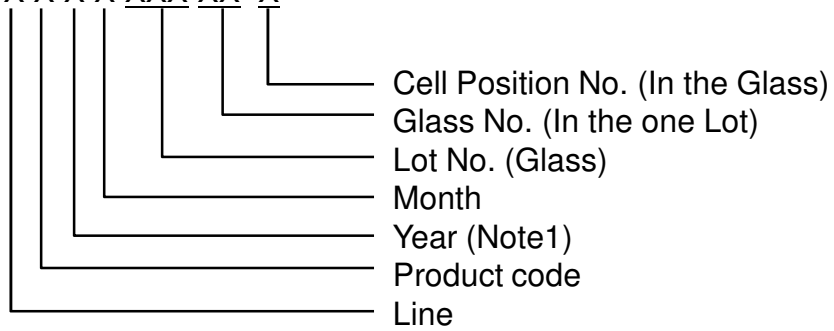 Cell Position No. (In the Glass)
Glass No. (In the one Lot)
Lot No. (Glass)
Month
Year (Note1)
Product code
Line